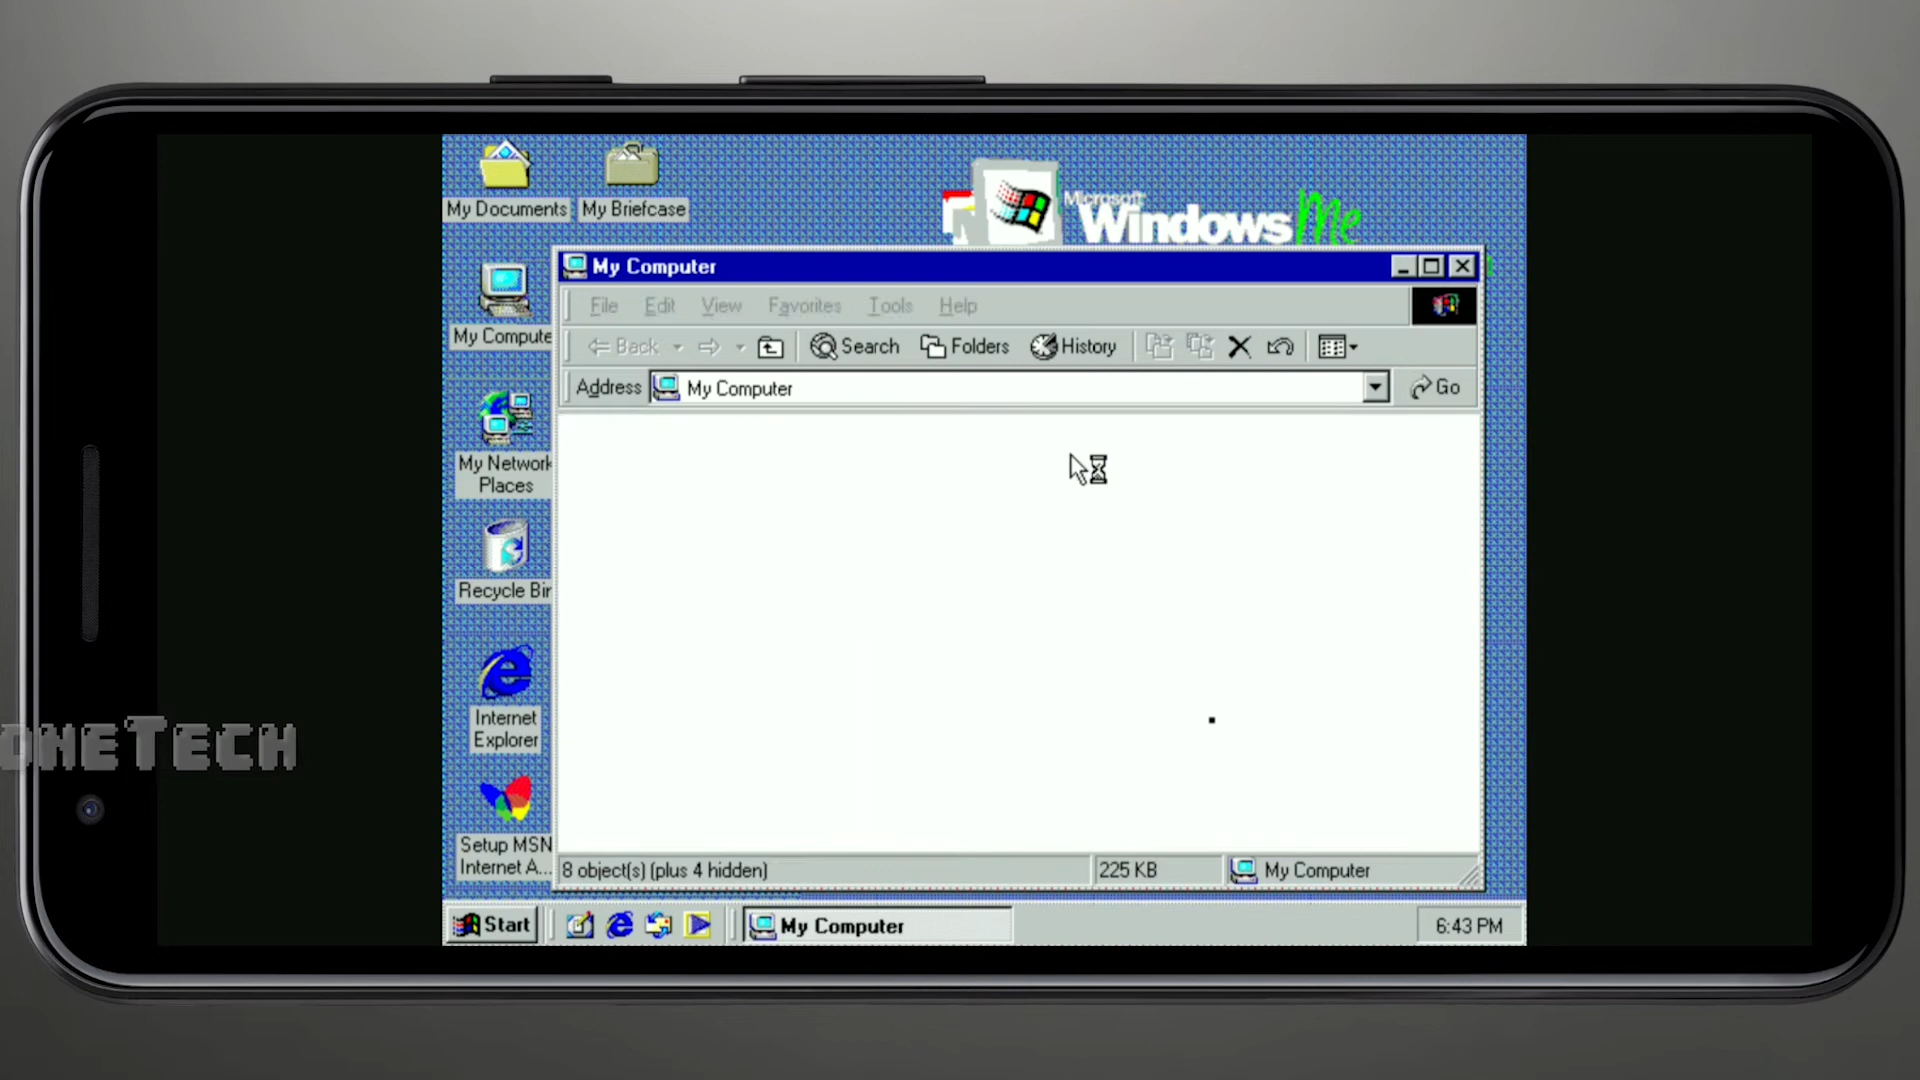 My Documents
My Briefcase
Microsoft
Windows Me
My Computer
My Compute
File Edit View Favorites Tools Help
Back
Search
Folders
History
Address
My Computer
Go
My Network
Places
Recycle Bin
Internet
Explorer
Setup MSN
Internet A...
oneTech
8 object(s) (plus 4 hidden)
225 KB
My Computer
Start
My Computer
6:43 PM